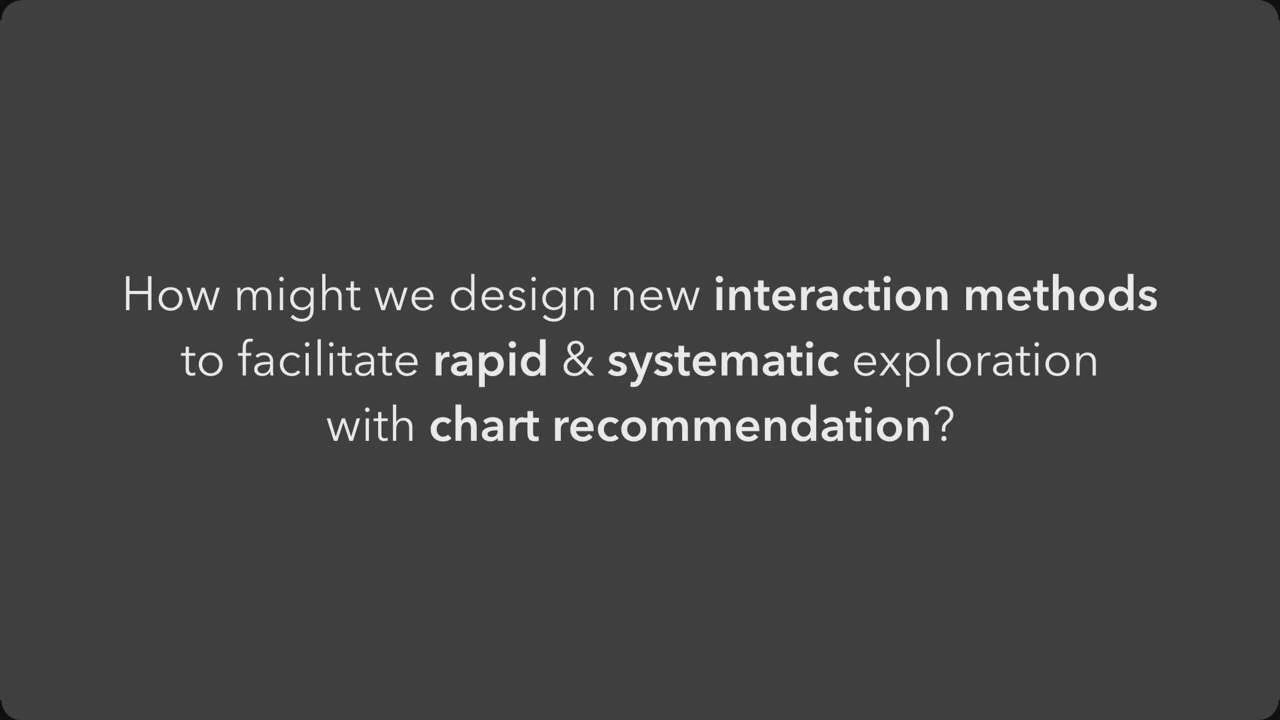 How might we design new interaction methods
to facilitate rapid & systematic exploration
with chart recommendation?